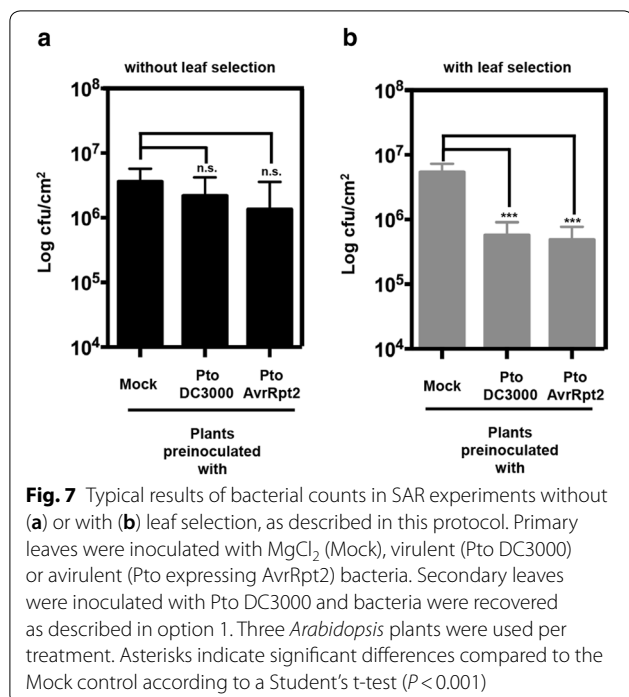 a
without leaf selection
10⁸
10⁷
10⁶
10⁵
10⁴
Log cfu/cm²
n.s.
n.s.
Mock
Pto
DC3000
Pto
AvrRpt2
Plants
preinoculated
with
b
with leaf selection
10⁸
10⁷
10⁶
10⁵
10⁴
Log cfu/cm²
***
***
Mock
Pto
DC3000
Pto
AvrRpt2
Plants
preinoculated
with
Fig. 7 Typical results of bacterial counts in SAR experiments without
(a) or with (b) leaf selection, as described in this protocol. Primary
leaves were inoculated with MgCl₂ (Mock), virulent (Pto DC3000)
or avirulent (Pto expressing AvrRpt2) bacteria. Secondary leaves
were inoculated with Pto DC3000 and bacteria were recovered
as described in option 1. Three Arabidopsis plants were used per
treatment. Asterisks indicate significant differences compared to the
Mock control according to a Student's t-test (P < 0.001)